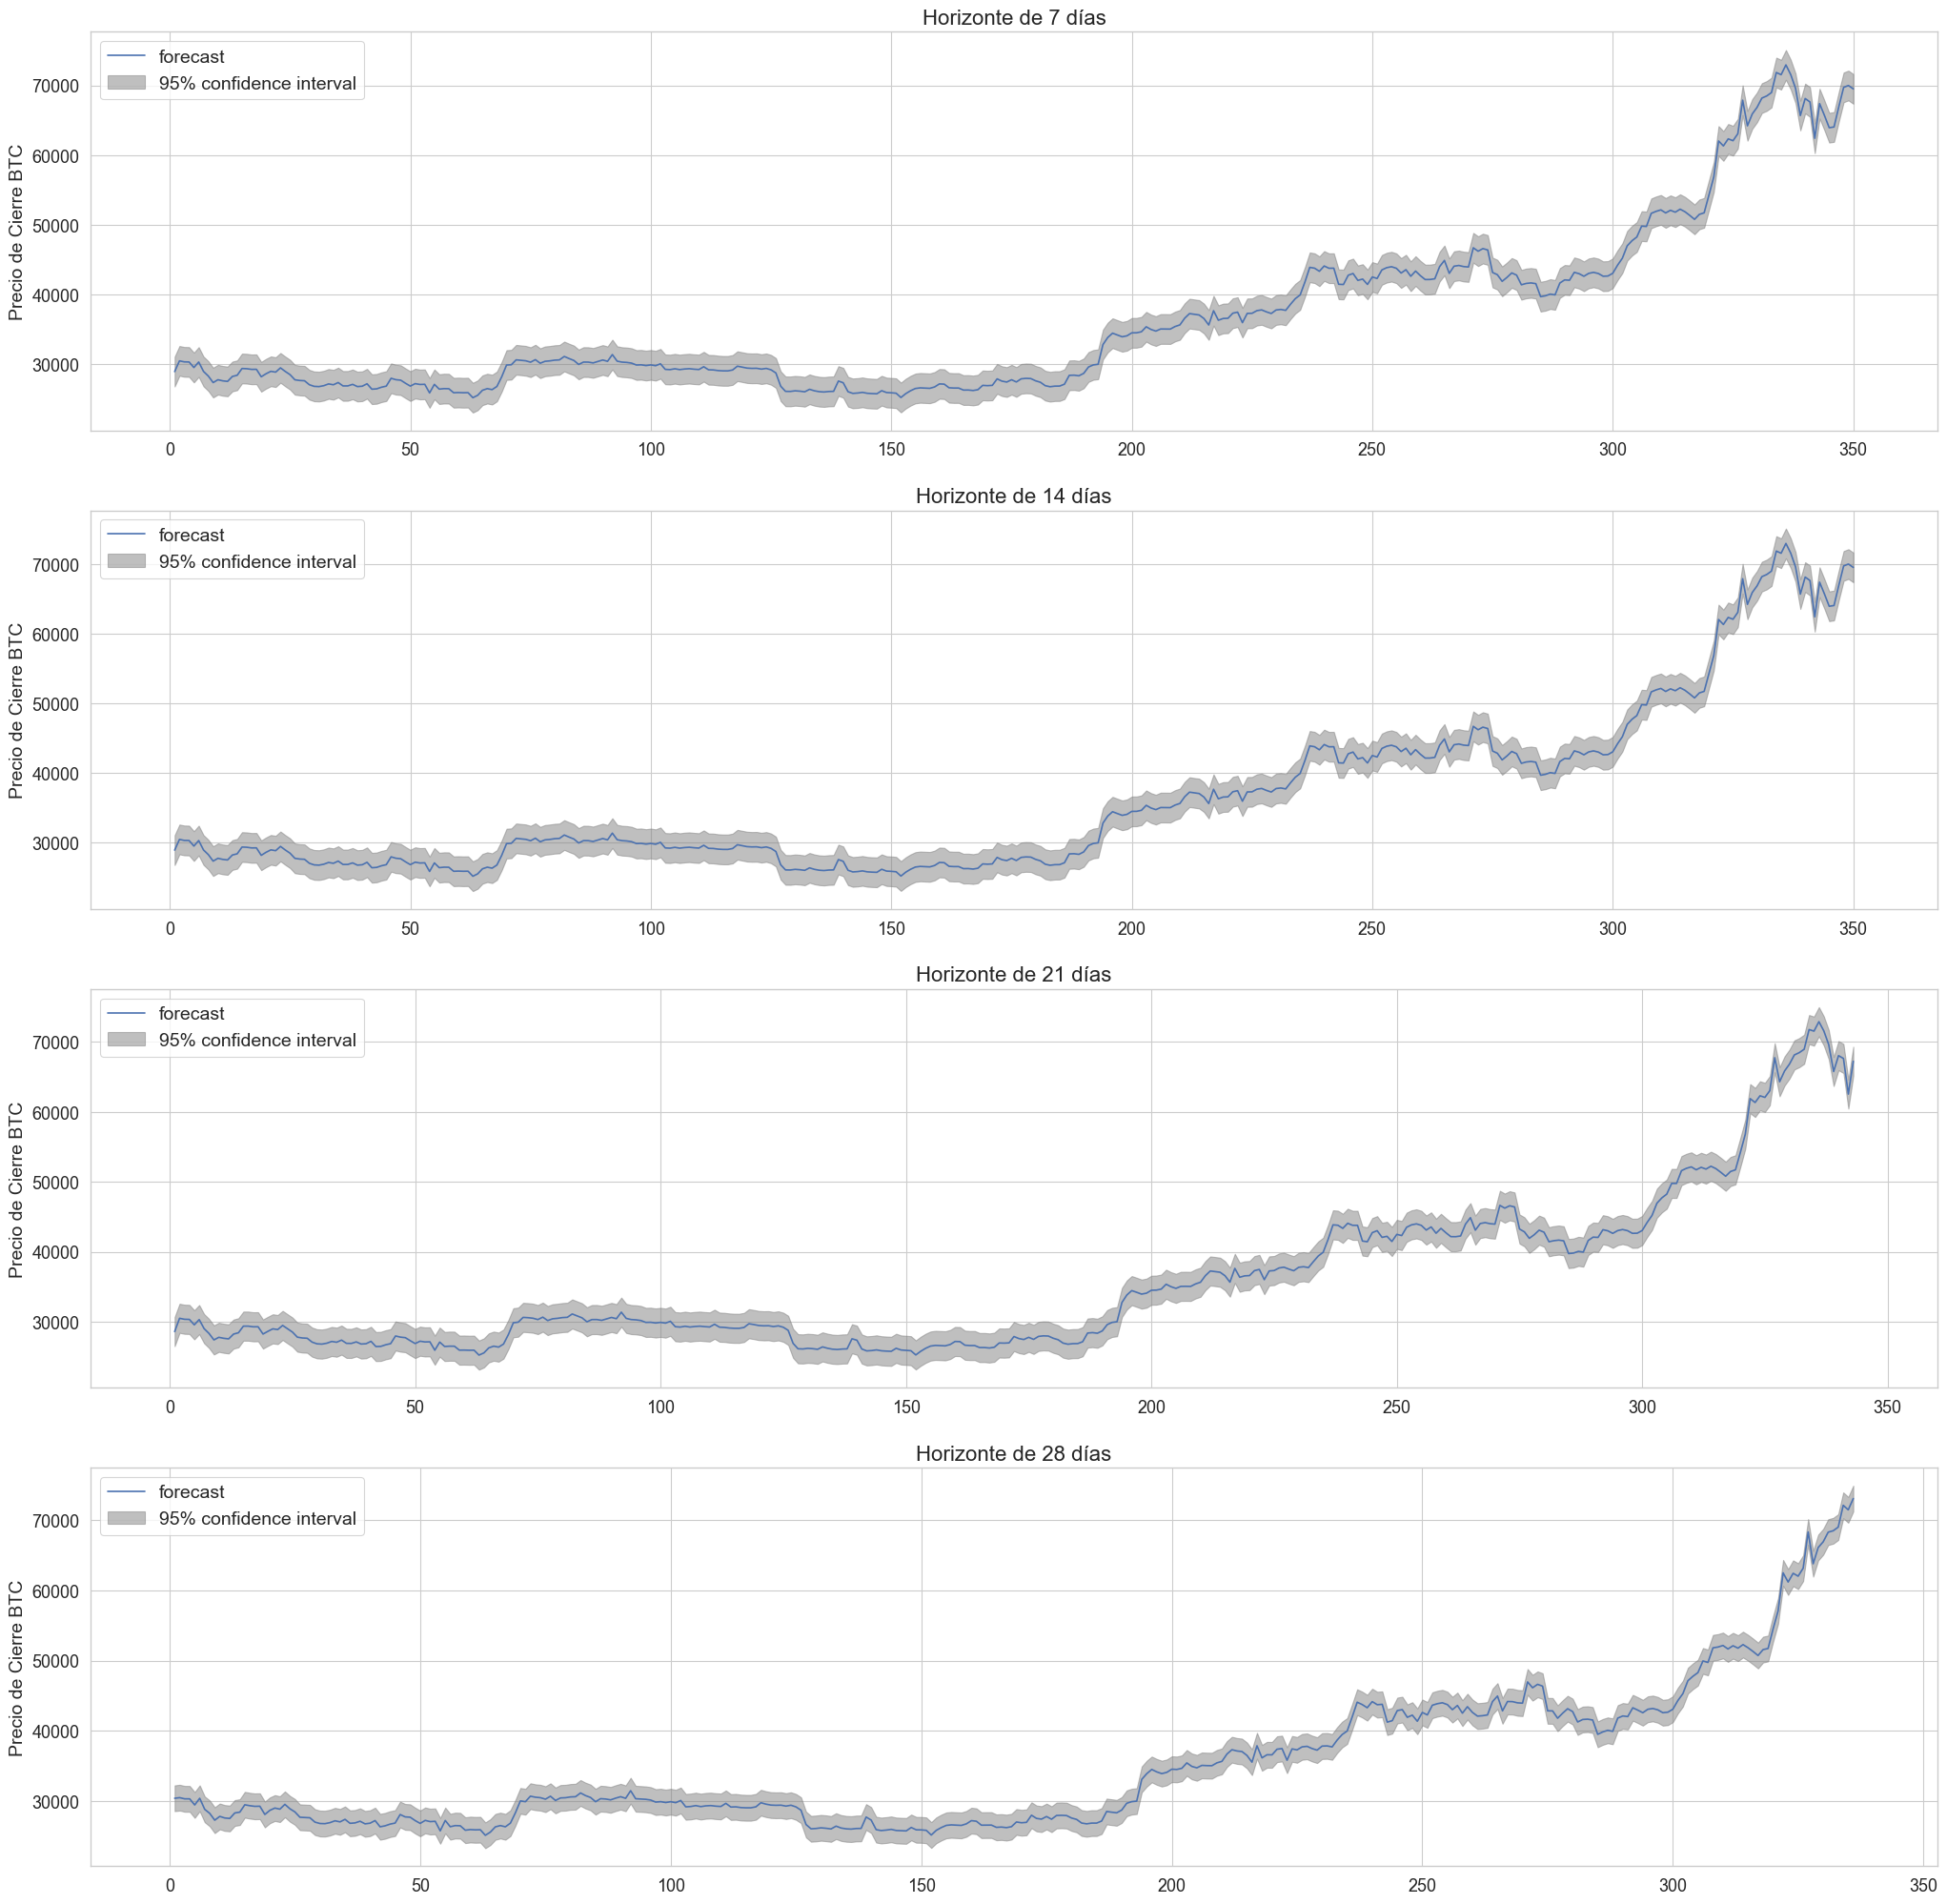 Horizonte de 7 días
forecast
95% confidence interval
Precio de Cierre BTC
70000
60000
50000
40000
30000
0 50 100 150 200 250 300 350
Horizonte de 14 días
forecast
95% confidence interval
Precio de Cierre BTC
70000
60000
50000
40000
30000
0 50 100 150 200 250 300 350
Horizonte de 21 días
forecast
95% confidence interval
Precio de Cierre BTC
70000
60000
50000
40000
30000
0 50 100 150 200 250 300 350
Horizonte de 28 días
forecast
95% confidence interval
Precio de Cierre BTC
70000
60000
50000
40000
30000
0 50 100 150 200 250 300 350